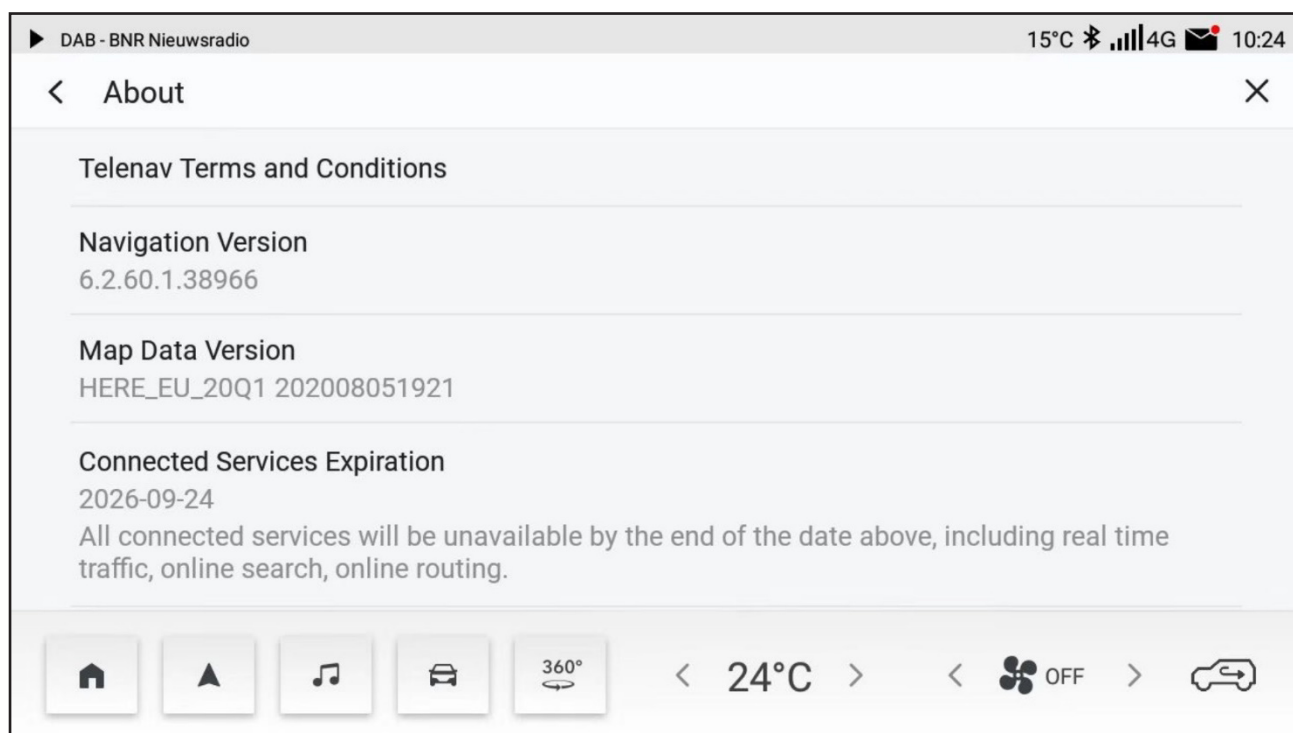 DAB - BNR Nieuwsradio
15°C 4G 10:24
About
Telenav Terms and Conditions
Navigation Version
6.2.60.1.38966
Map Data Version
HERE_EU_20Q1 202008051921
Connected Services Expiration
2026-09-24
All connected services will be unavailable by the end of the date above, including real time
traffic, online search, online routing.
360°
24°C
OFF